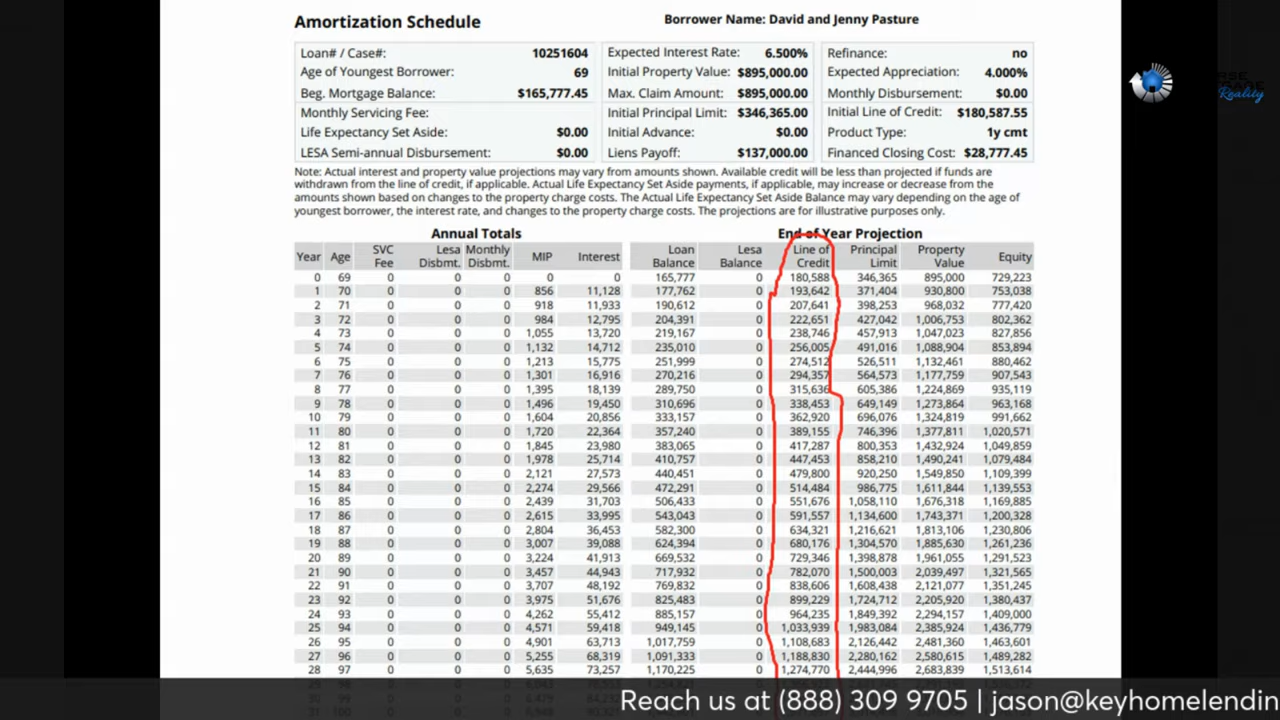 Amortization Schedule
Borrower Name: David and Jenny Pasture
Loan# / Case#: 10251604
Age of Youngest Borrower: 69
Beg. Mortgage Balance: $165,777.45
Monthly Servicing Fee:
Life Expectancy Set Aside: $0.00
LESA Semi-annual Disbursement: $0.00
Expected Interest Rate: 6.500%
Initial Property Value: $895,000.00
Max. Claim Amount: $895,000.00
Initial Principal Limit: $346,365.00
Initial Advance: $0.00
Liens Payoff: $137,000.00
Refinance: no
Expected Appreciation: 4.000%
Monthly Disbursement: $0.00
Initial Line of Credit: $180,587.55
Product Type: 1y cmt
Financed Closing Cost: $28,777.45
Reality
Note: Actual interest and property value projections may vary from amounts shown. Available credit will be less than projected if funds are
withdrawn from the line of credit, if applicable. Actual Life Expectancy Set Aside payments, if applicable, may increase or decrease from the
amounts shown based on changes to the property charge costs. The Actual Life Expectancy Set Aside Balance may vary depending on the age of
youngest borrower, the interest rate, and changes to the property charge costs. The projections are for illustrative purposes only.
Annual Totals End of Year Projection
Year Age SVC Fee Lesa Disbmt. Monthly Disbmt. MIP Interest Loan Balance Lesa Balance Line of Credit Principal Limit Property Value Equity
0 69 0 0 0 0 0 165,777 0 180,588 346,365 895,000 729,223
1 70 0 0 0 856 11,128 177,762 0 193,642 371,404 930,800 753,038
2 71 0 0 0 918 11,933 190,612 0 207,641 398,253 968,032 777,420
3 72 0 0 0 984 12,795 204,391 0 222,651 427,042 1,006,753 802,362
4 73 0 0 0 1,055 13,720 219,167 0 238,746 457,913 1,047,023 827,856
5 74 0 0 0 1,132 14,712 235,010 0 256,005 491,016 1,088,904 853,894
6 75 0 0 0 1,213 15,775 251,999 0 274,512 526,511 1,132,461 880,462
7 76 0 0 0 1,301 16,916 270,216 0 294,357 564,573 1,177,759 907,543
8 77 0 0 0 1,395 18,139 289,750 0 315,636 605,386 1,224,869 935,119
9 78 0 0 0 1,496 19,450 310,696 0 338,453 649,149 1,273,864 963,168
10 79 0 0 0 1,604 20,856 333,157 0 362,920 696,076 1,324,819 991,662
11 80 0 0 0 1,720 22,364 357,240 0 389,155 746,396 1,377,811 1,020,571
12 81 0 0 0 1,845 23,980 383,065 0 417,287 800,353 1,432,924 1,049,859
13 82 0 0 0 1,978 25,714 410,757 0 447,453 858,210 1,490,241 1,079,484
14 83 0 0 0 2,121 27,573 440,451 0 479,800 920,250 1,549,850 1,109,399
15 84 0 0 0 2,274 29,566 472,291 0 514,484 986,775 1,611,844 1,139,553
16 85 0 0 0 2,439 31,703 506,433 0 551,676 1,058,110 1,676,318 1,169,885
17 86 0 0 0 2,615 33,995 543,043 0 591,557 1,134,600 1,743,371 1,200,328
18 87 0 0 0 2,804 36,453 582,300 0 634,321 1,216,621 1,813,106 1,230,806
19 88 0 0 0 3,007 39,088 624,394 0 680,176 1,304,570 1,885,630 1,261,236
20 89 0 0 0 3,224 41,913 669,532 0 729,346 1,398,878 1,961,055 1,291,523
21 90 0 0 0 3,457 44,943 717,932 0 782,070 1,500,003 2,039,497 1,321,565
22 91 0 0 0 3,707 48,192 769,832 0 838,606 1,608,438 2,121,077 1,351,245
23 92 0 0 0 3,975 51,676 825,483 0 899,229 1,724,712 2,205,920 1,380,437
24 93 0 0 0 4,262 55,412 885,157 0 964,235 1,849,392 2,294,157 1,409,000
25 94 0 0 0 4,571 59,418 949,145 0 1,033,939 1,983,084 2,385,924 1,436,779
26 95 0 0 0 4,901 63,713 1,017,759 0 1,108,683 2,126,442 2,481,360 1,463,601
27 96 0 0 0 5,255 68,319 1,091,333 0 1,188,830 2,280,162 2,580,615 1,489,282
28 97 0 0 0 5,635 73,257 1,170,225 0 1,274,770 2,444,996 2,683,839 1,513,614
Reach us at (888) 309 9705 | jason@keyhomelendin